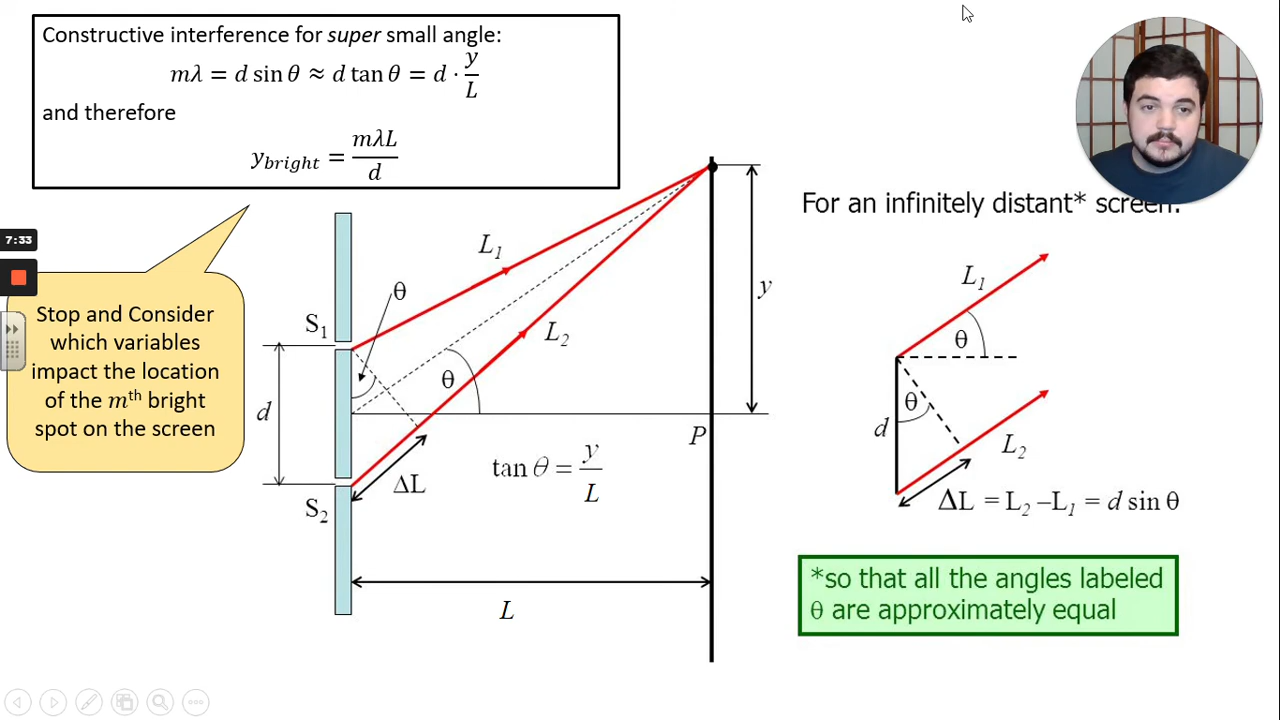 Constructive interference for super small angle:
mλ = d sin θ ≈ d tan θ = d · y/L
and therefore
y_bright = mλL/d
7:33
Stop and Consider
which variables
impact the location
of the mᵗʰ bright
spot on the screen
S₁
S₂
d
θ
L₁
L₂
θ
ΔL
tan θ = y/L
y
P
L
For an infinitely distant* screen:
L₁
θ
θ
d
L₂
ΔL = L₂ –L₁ = d sin θ
*so that all the angles labeled
θ are approximately equal